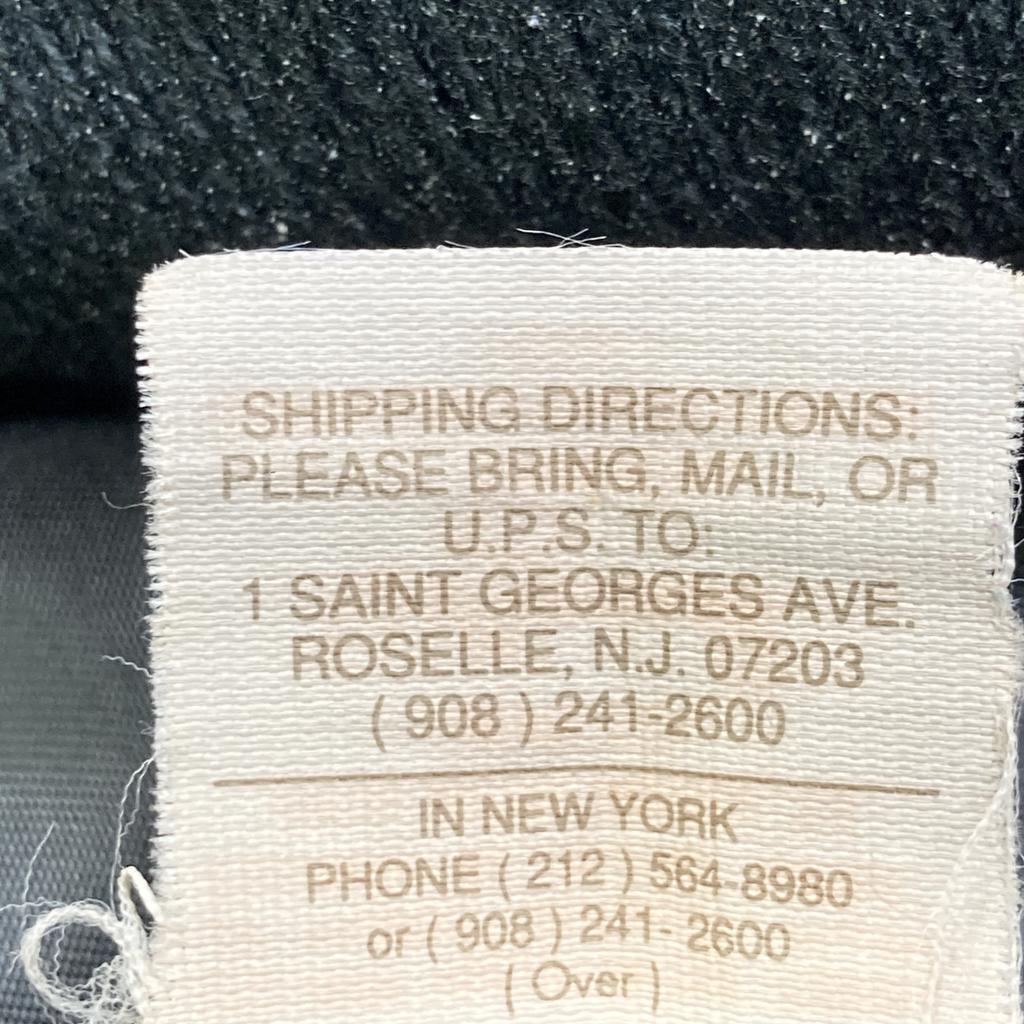 SHIPPING DIRECTIONS:
PLEASE BRING, MAIL, OR
U.P.S. TO:
1 SAINT GEORGES AVE.
ROSELLE, N.J. 07203
( 908 ) 241-2600
IN NEW YORK
PHONE ( 212 ) 564-8980
or ( 908 ) 241- 2600
( Over )